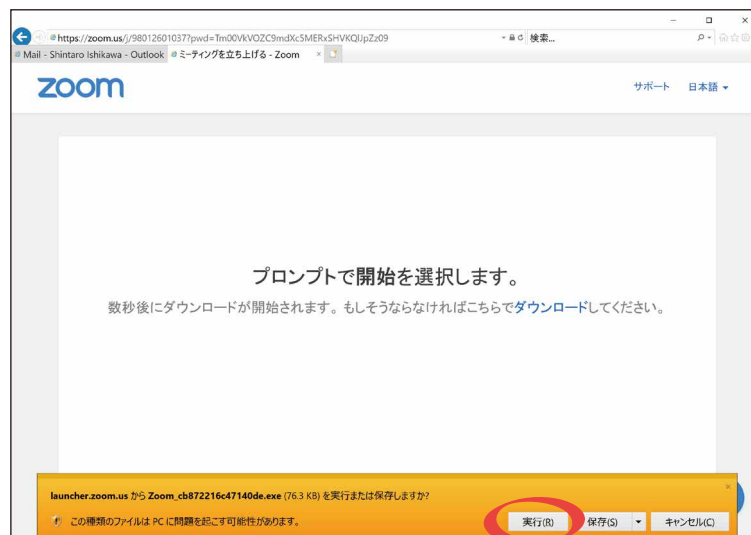 https://zoom.us/j/98012601037?pwd=Tm00VkVOZC9mdXc5MERxSHVKQlJpZz09
検索...
Mail - Shintaro Ishikawa - Outlook
ミーティングを立ち上げる - Zoom
zoom
サポート 日本語
プロンプトで開始を選択します。
数秒後にダウンロードが開始されます。もしそうならなければこちらでダウンロードしてください。
launcher.zoom.us から Zoom_cb872216c47140de.exe (76.3 KB) を実行または保存しますか?
この種類のファイルは PC に問題を起こす可能性があります。
実行(R) 保存(S) キャンセル(C)